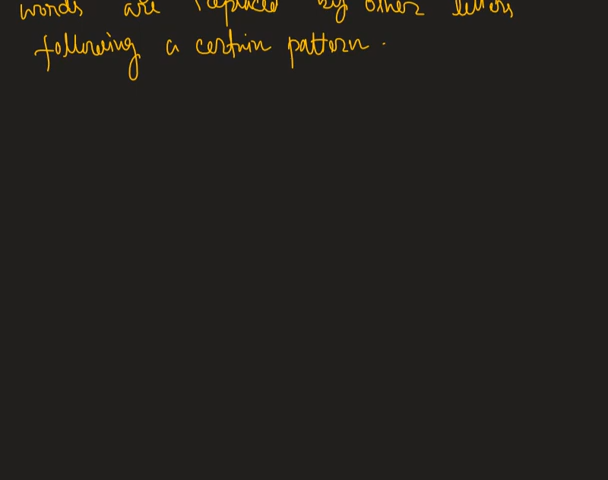 words are replaced by other letters
following a certain pattern.